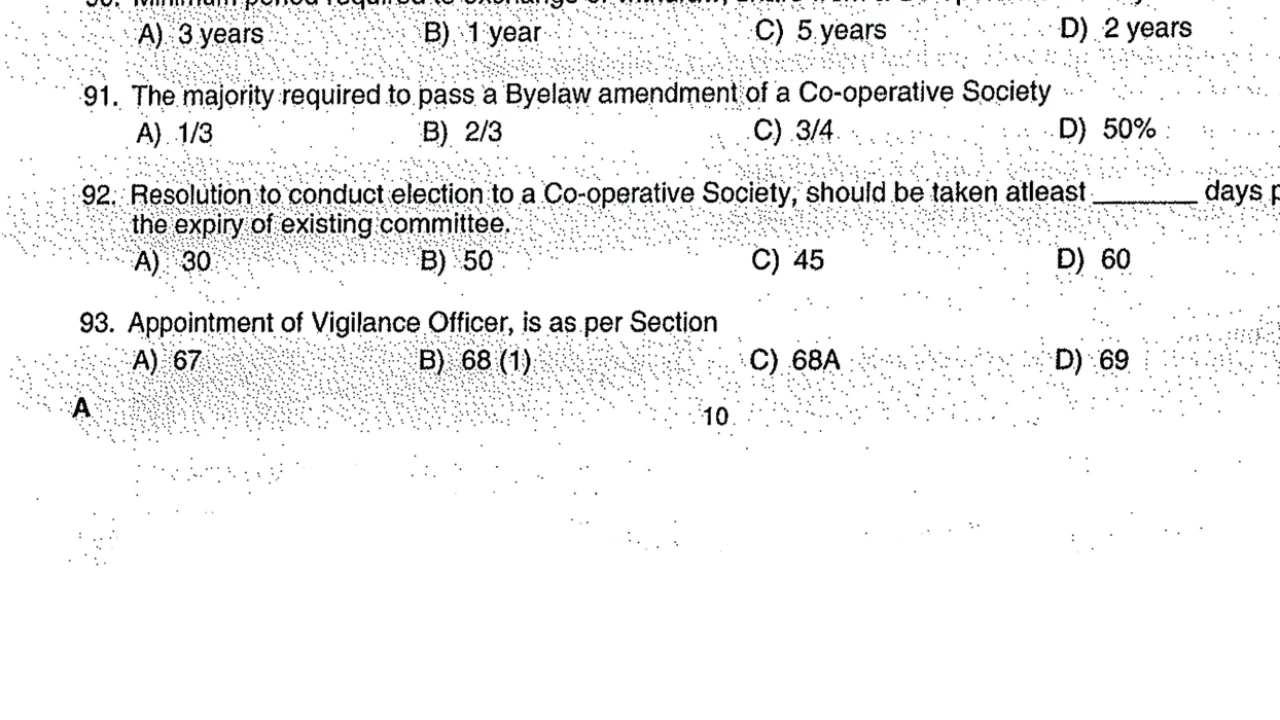 A) 3 years B) 1 year C) 5 years D) 2 years
91. The majority required to pass a Byelaw amendment of a Co-operative Society
A) 1/3 B) 2/3 C) 3/4 D) 50%
92. Resolution to conduct election to a Co-operative Society, should be taken atleast ________ days
the expiry of existing committee.
A) 30 B) 50 C) 45 D) 60
93. Appointment of Vigilance Officer, is as per Section
A) 67 B) 68 (1) C) 68A D) 69
A 10